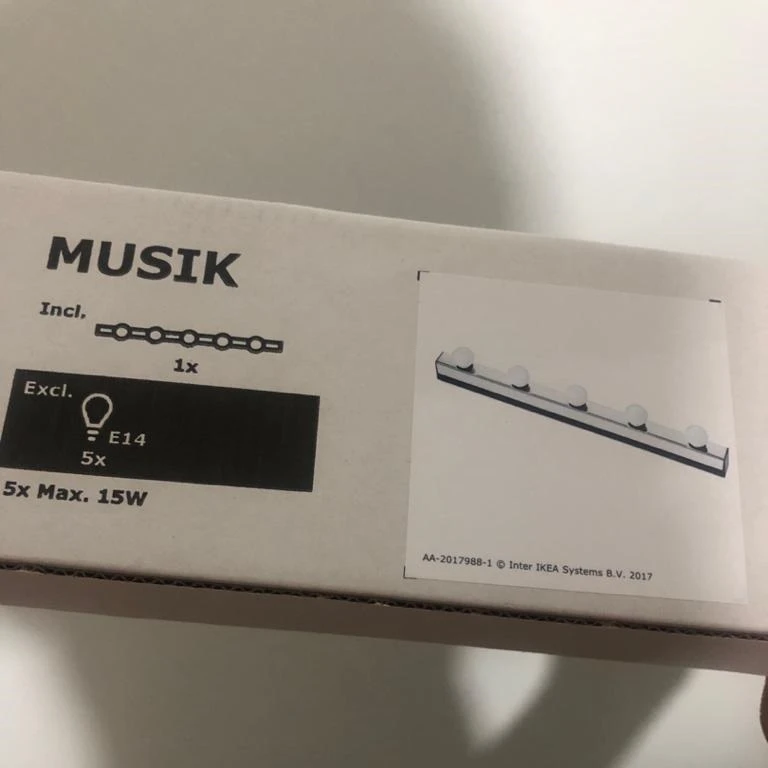 MUSIK
Incl.
1x
Excl.
E14
5x
5x Max. 15W
AA-2017988-1 © Inter IKEA Systems B.V. 2017